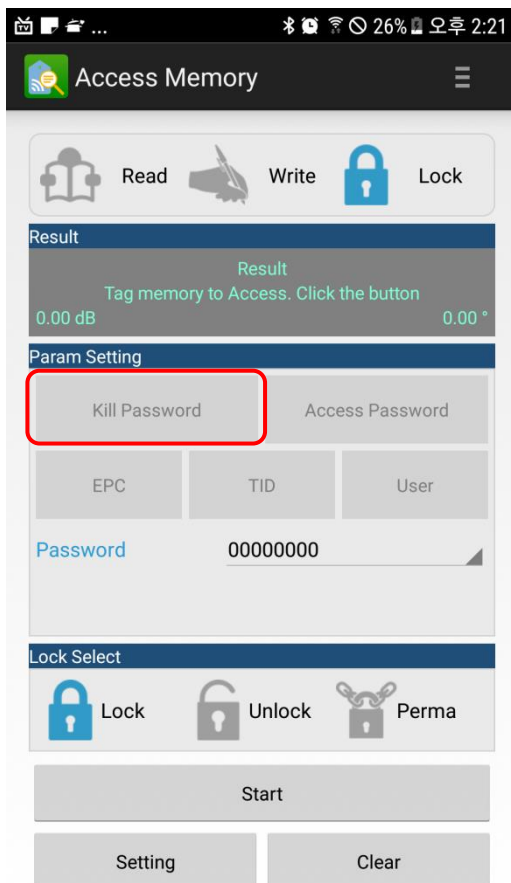 ... 26% 오후 2:21
Access Memory
Read Write Lock
Result
Result
Tag memory to Access. Click the button
0.00 dB 0.00 °
Param Setting
Kill Password Access Password
EPC TID User
Password 00000000
Lock Select
Lock Unlock Perma
Start
Setting Clear